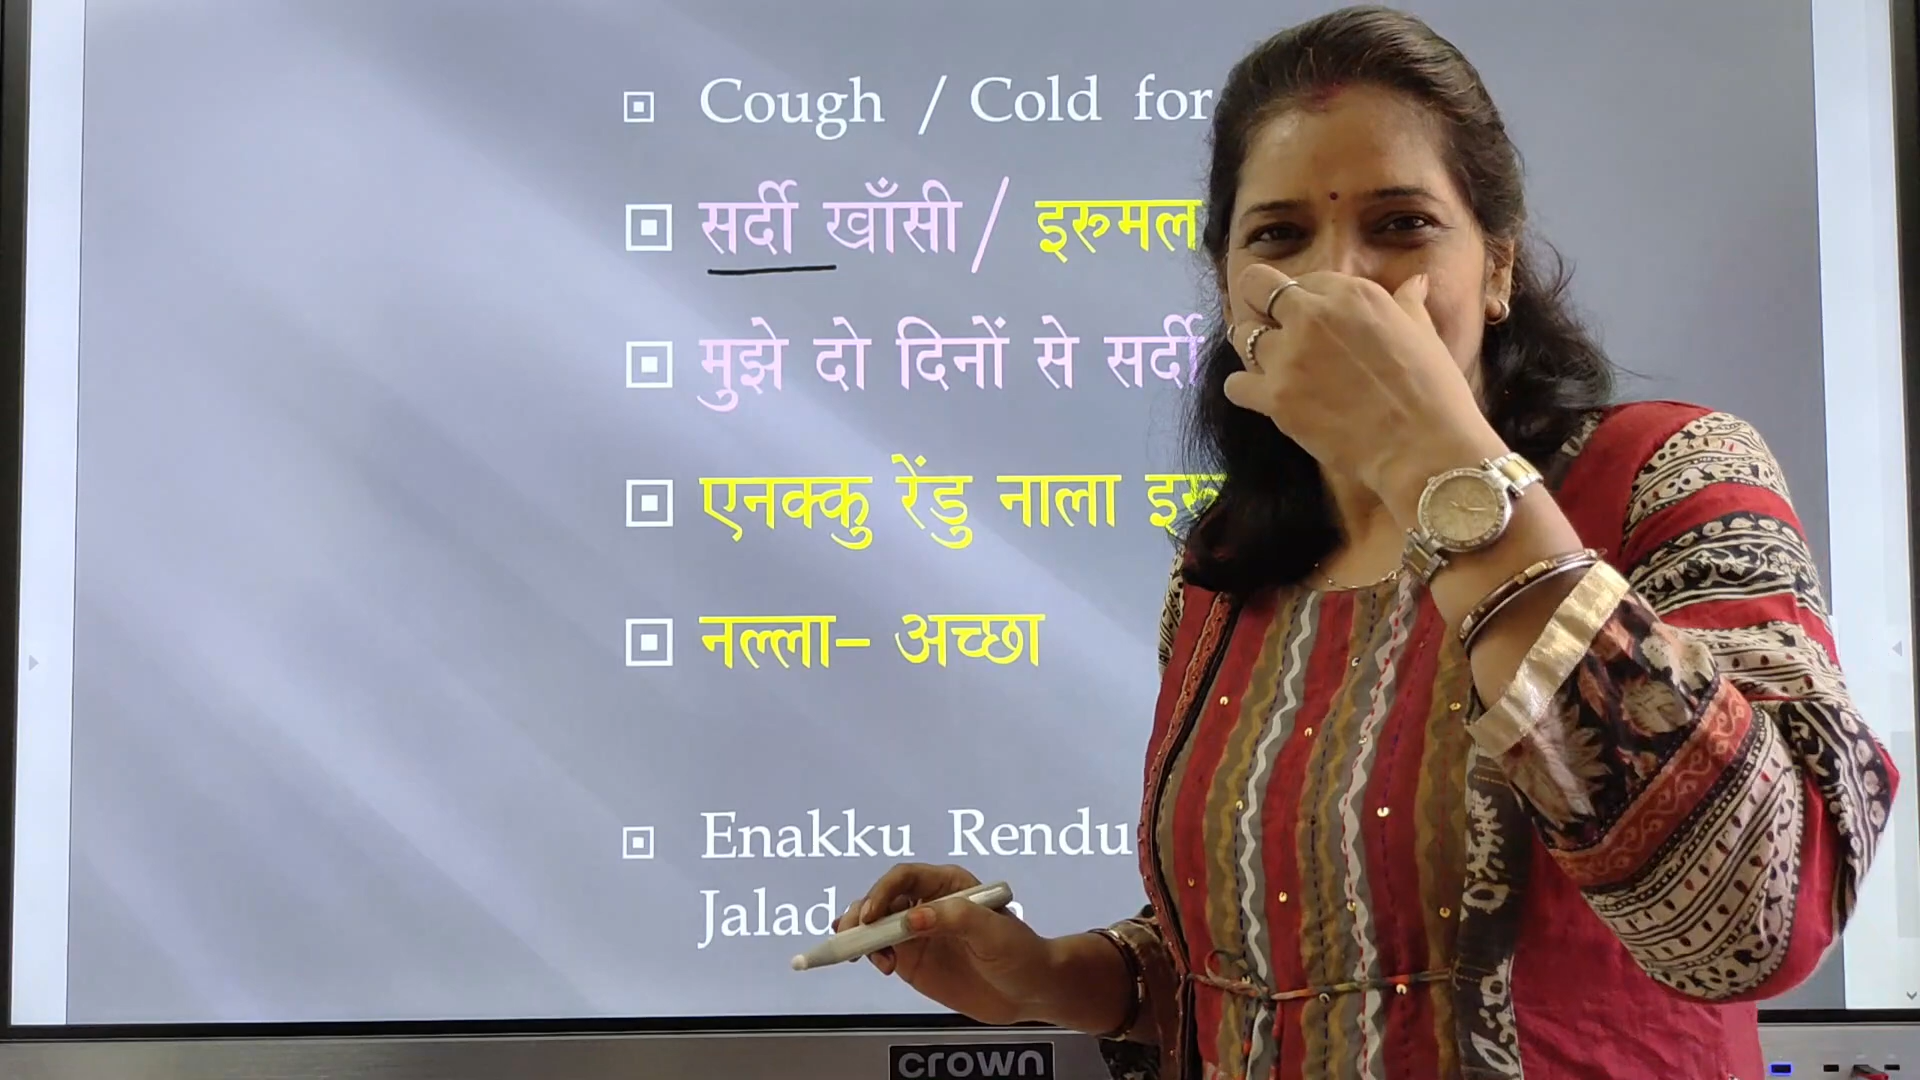 Cough / Cold for
सर्दी खाँसी / इरुमल
मुझे दो दिनों से सर्दी
एनक्कु रेंडु नाला
नल्ला– अच्छा
Enakku Rendu
crown